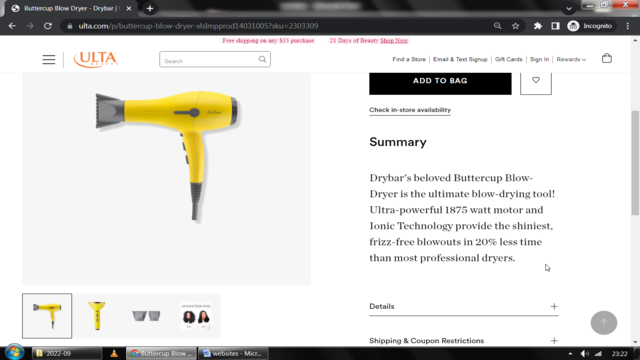 Buttercup Blow Dryer - Drybar |
ulta.com/p/buttercup-blow-dryer-xlsImpprod14031005?sku=2303309
Incognito
Free shipping on any $35 purchase 21 Days of Beauty Shop Now
ULTA
BEAUTY
Search
Find a Store Email & Text Signup Gift Cards Sign In Rewards
ADD TO BAG
Check in-store availability
drybar
Summary
Drybar's beloved Buttercup Blow-
Dryer is the ultimate blow-drying tool!
Ultra-powerful 1875 watt motor and
Ionic Technology provide the shiniest,
frizz-free blowouts in 20% less time
than most professional dryers.
Details
Shipping & Coupon Restrictions
2022-09
Buttercup Blow ...
websites - Micr...
23:22